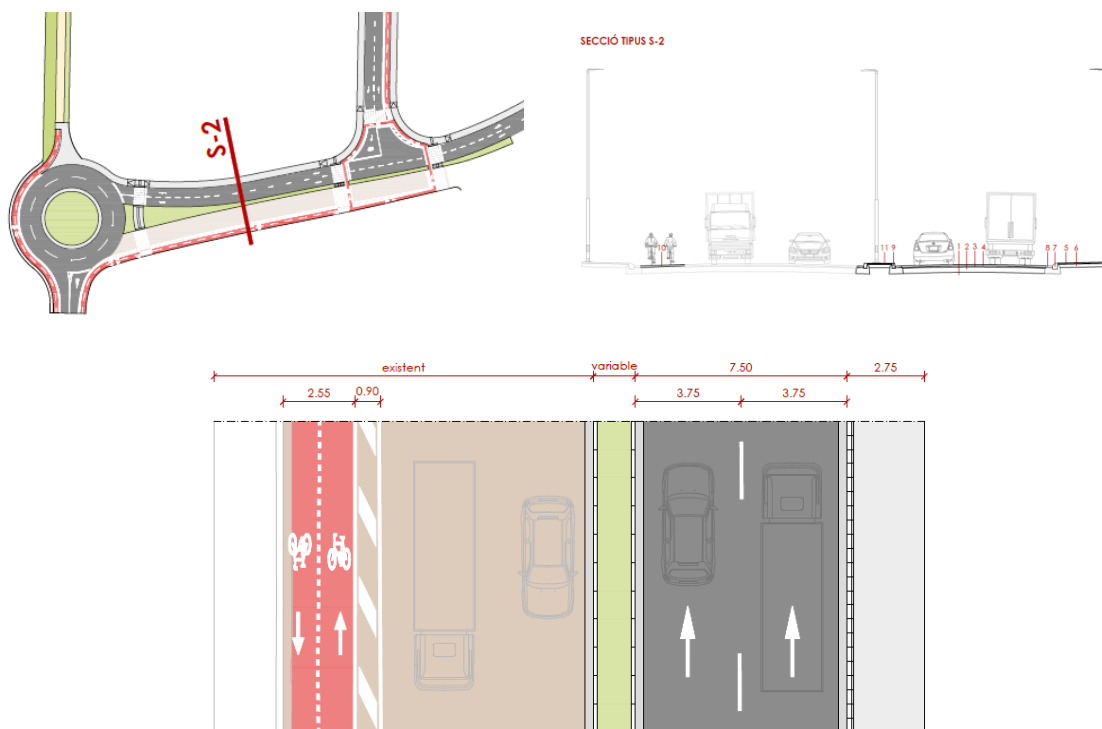 SECCIÓ TIPUS S-2
S-2
10
11 9 1 2 3 4 8 7 5 6
existent variable 7.50 2.75
2.55 0.90 3.75 3.75